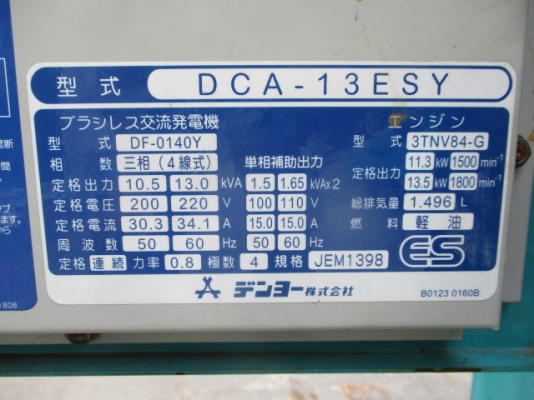 型式 DCA-13ESY
ブラシレス交流発電機 エンジン
型式 DF-0140Y 型式 3TNV84-G
相数 三相(4線式) 単相補助出力 定格出力 11.3 kW 1500 min⁻¹
定格出力 10.5 13.0 kVA 1.5 1.65 kVA×2 13.5 kW 1800 min⁻¹
定格電圧 200 220 V 100 110 V 総排気量 1.496 L
定格電流 30.3 34.1 A 15.0 15.0 A 燃料 軽油
周波数 50 60 Hz 50 60 Hz ES
定格 連続 力率 0.8 極数 4 規格 JEM1398
デンヨー株式会社 B0123 0160B